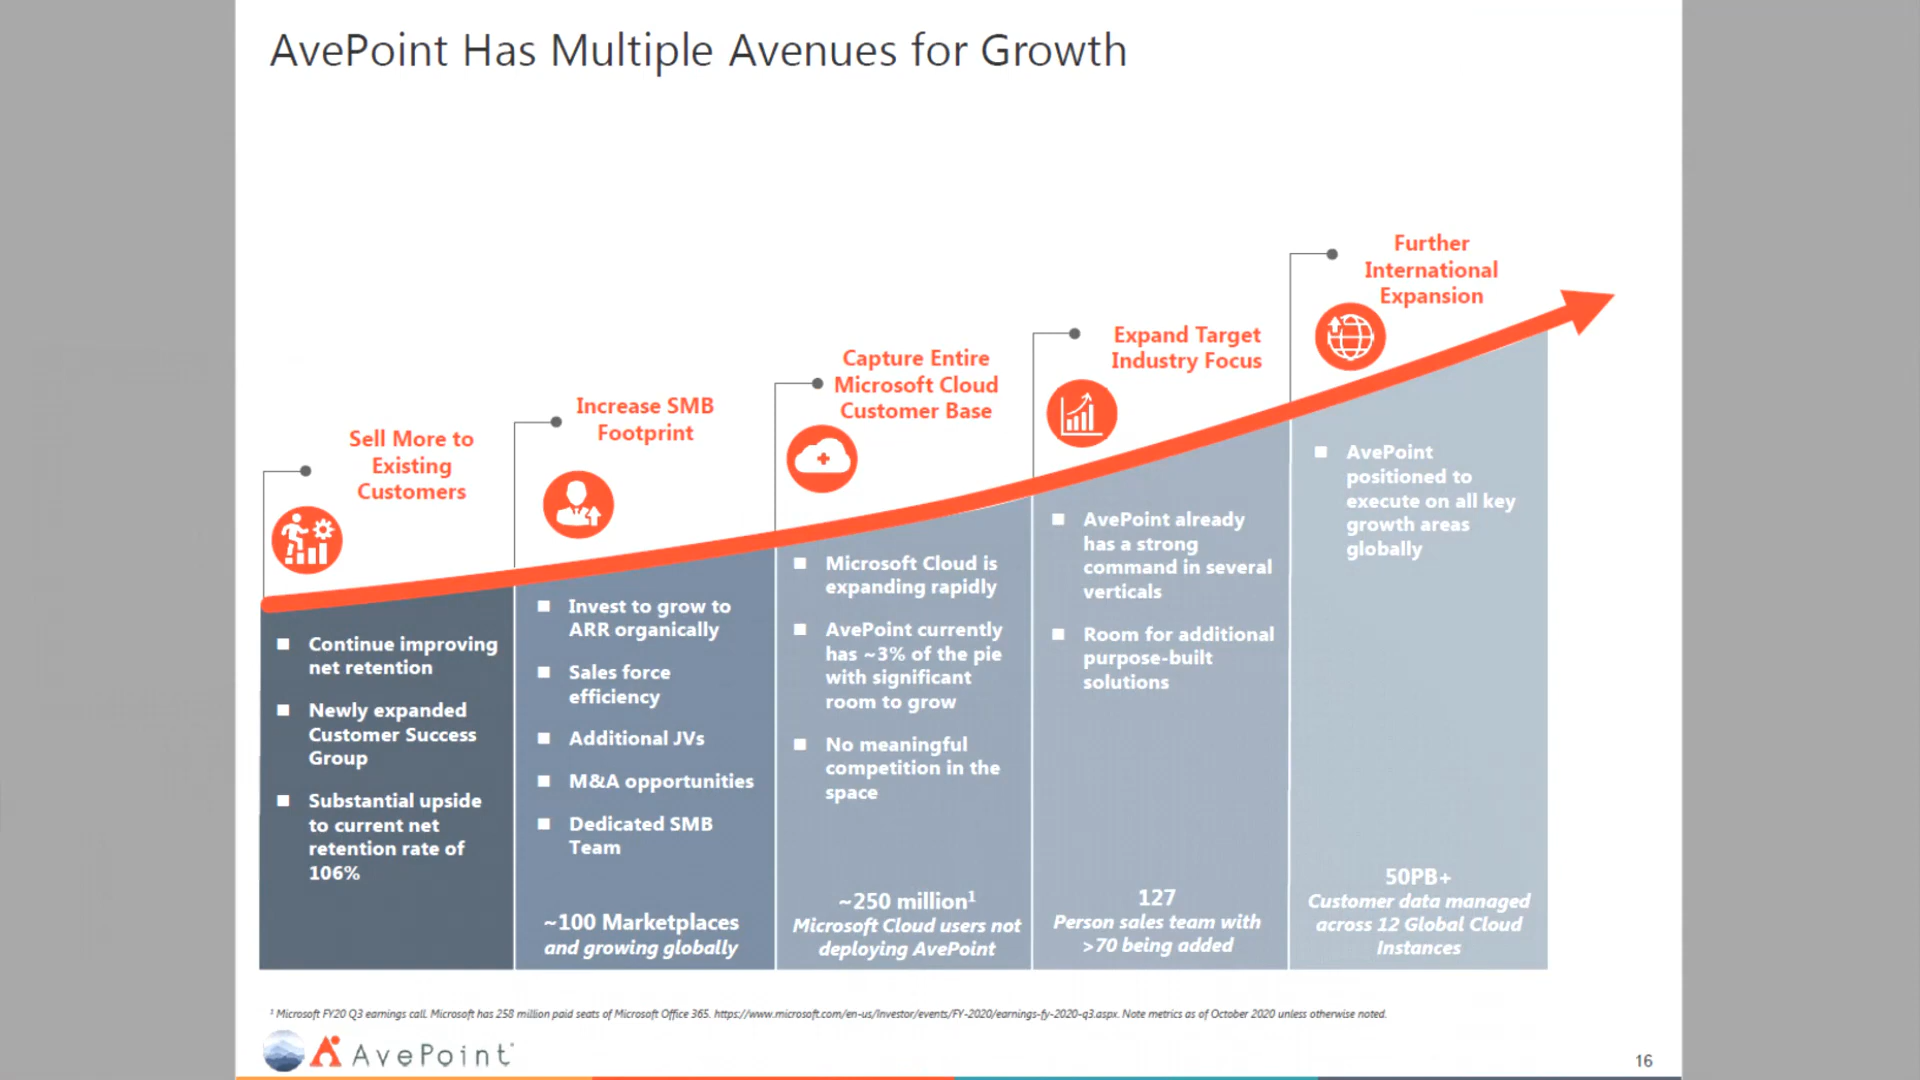 AvePoint Has Multiple Avenues for Growth
Sell More to
Existing
Customers
■ Continue improving
net retention
■ Newly expanded
Customer Success
Group
■ Substantial upside
to current net
retention rate of
106%
Increase SMB
Footprint
■ Invest to grow to
ARR organically
■ Sales force
efficiency
■ Additional JVs
■ M&A opportunities
■ Dedicated SMB
Team
~100 Marketplaces
and growing globally
Capture Entire
Microsoft Cloud
Customer Base
■ Microsoft Cloud is
expanding rapidly
■ AvePoint currently
has ~3% of the pie
with significant
room to grow
■ No meaningful
competition in the
space
~250 million¹
Microsoft Cloud users not
deploying AvePoint
Expand Target
Industry Focus
■ AvePoint already
has a strong
command in several
verticals
■ Room for additional
purpose-built
solutions
127
Person sales team with
>70 being added
Further
International
Expansion
■ AvePoint
positioned to
execute on all key
growth areas
globally
50PB+
Customer data managed
across 12 Global Cloud
Instances
¹ Microsoft FY20 Q3 earnings call. Microsoft has 258 million paid seats of Microsoft Office 365. https://www.microsoft.com/en-us/Investor/events/FY-2020/earnings-fy-2020-q3.aspx. Note metrics as of October 2020 unless otherwise noted.
AvePoint
16